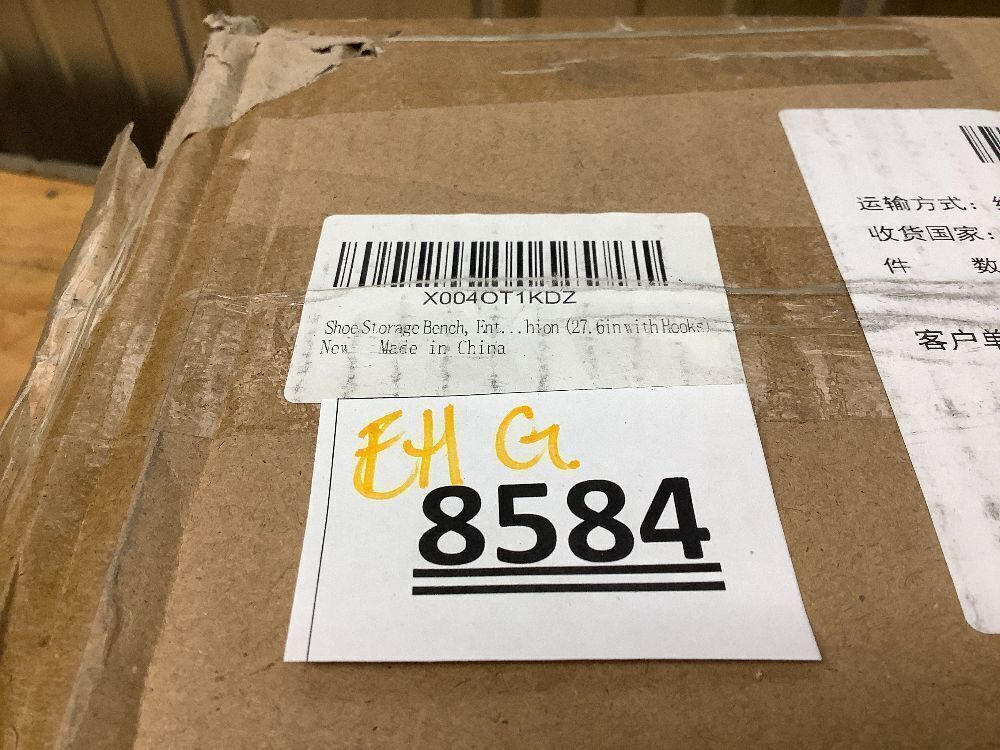 X004OT1KDZ
Shoe Storage Bench, Ent...hion (27.6in with Hooks)
New Made in China
EH G.
8584
运输方式:
收货国家:
件 数
客户单